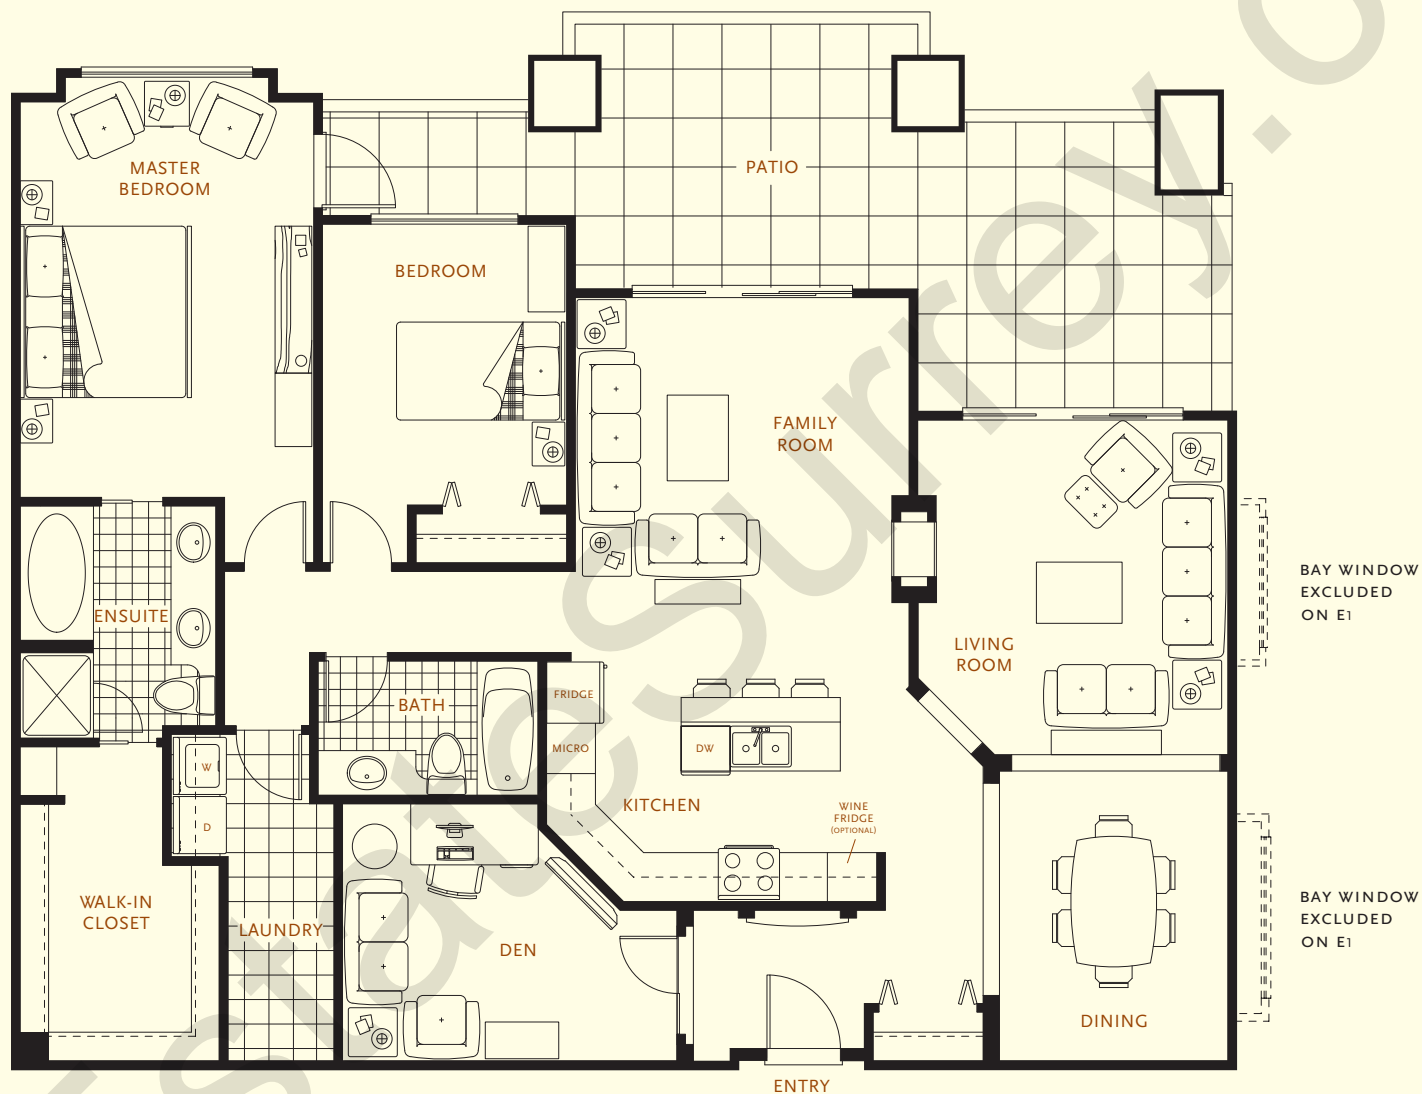 PATIO
MASTER
BEDROOM
BEDROOM
FAMILY
ROOM
BAY WINDOW
EXCLUDED
ON E1
ENSUITE
LIVING
ROOM
FRIDGE
BATH
MICRO
DW
W
D
KITCHEN
WINE
FRIDGE
(OPTIONAL)
WALK-IN
CLOSET
LAUNDRY
DEN
BAY WINDOW
EXCLUDED
ON E1
DINING
ENTRY
stateSurrey.c